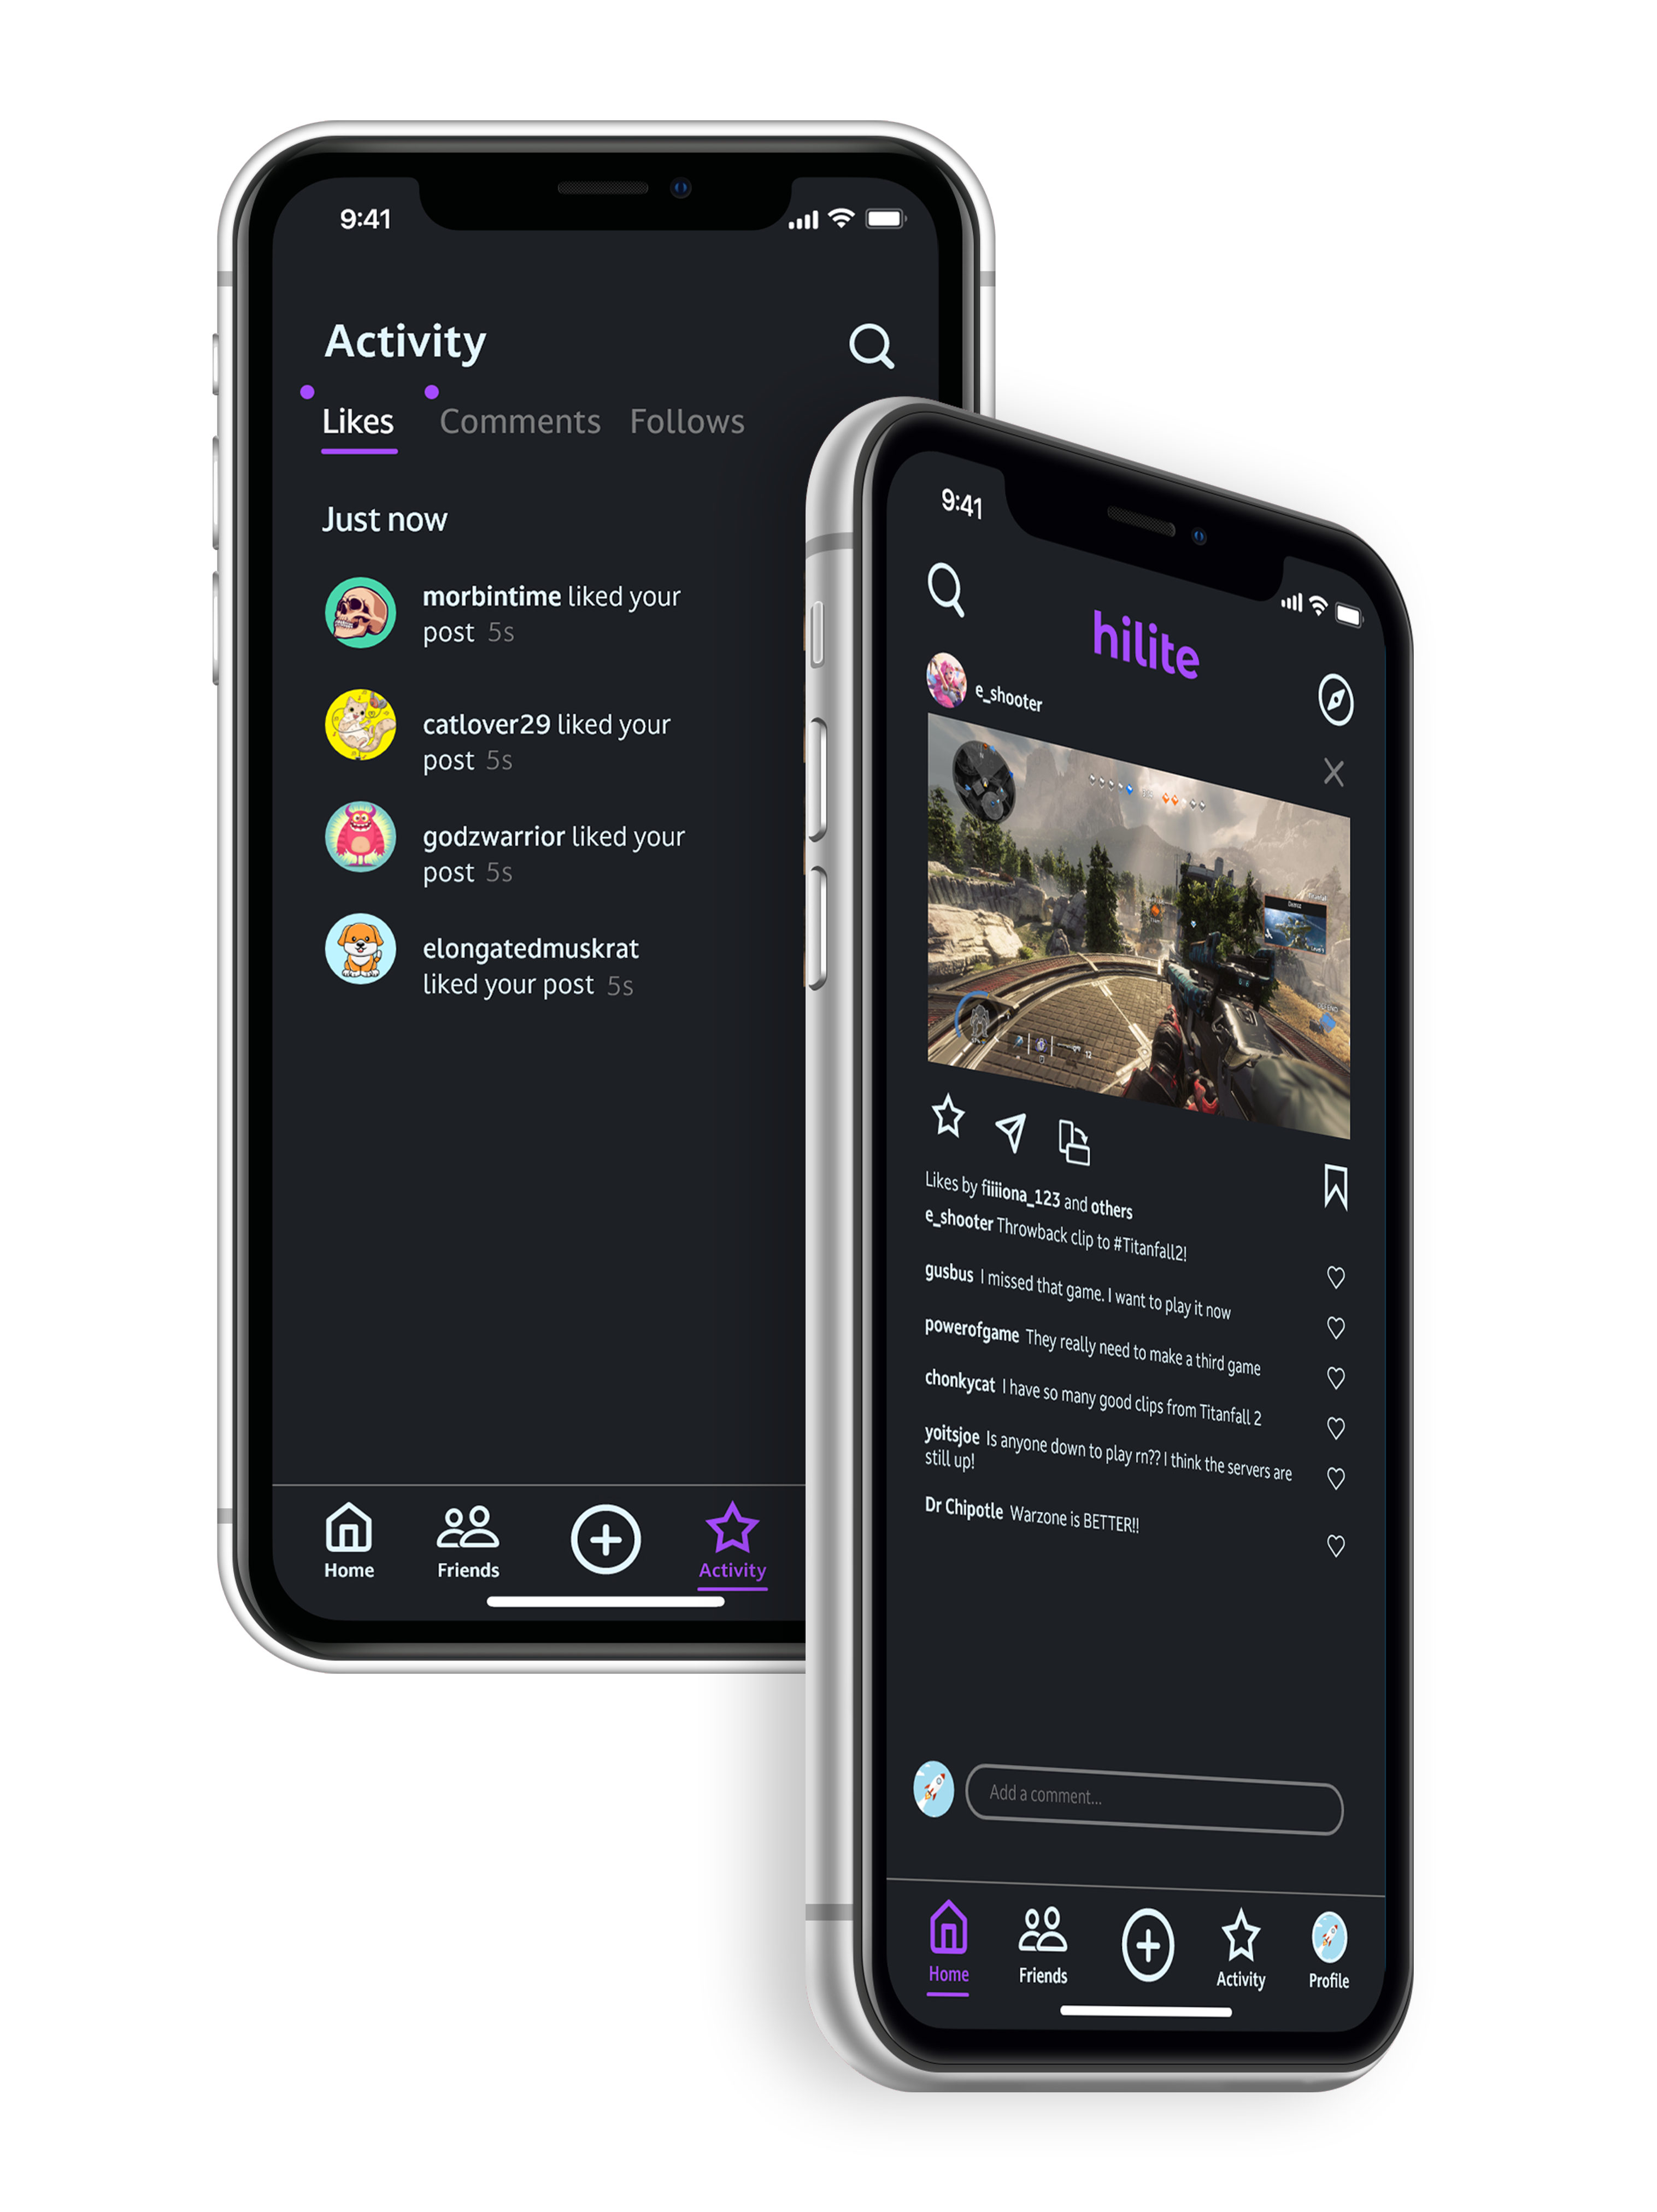 9:41
Activity
Likes Comments Follows
Just now
morbintime liked your
post 5s
catlover29 liked your
post 5s
godzwarrior liked your
post 5s
elongatedmuskrat
liked your post 5s
Home Friends Activity
9:41
hilite
e_shooter
Likes by fiiiiona_123 and others
e_shooter Throwback clip to #Titanfall2!
gusbus I missed that game. I want to play it now
powerofgame They really need to make a third game
chonkycat I have so many good clips from Titanfall 2
yoitsjoe Is anyone down to play rn?? I think the servers are
still up!
Dr Chipotle Warzone is BETTER!!
Add a comment...
Home Friends Activity Profile